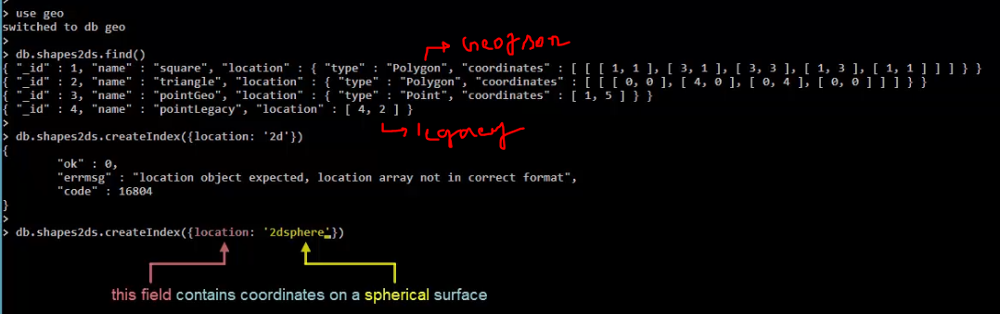 > use geo
switched to db geo
>
> db.shapes2ds.find()
GeoJson
{ "_id" : 1, "name" : "square", "location" : { "type" : "Polygon", "coordinates" : [ [ [ 1, 1 ], [ 3, 1 ], [ 3, 3 ], [ 1, 3 ], [ 1, 1 ] ] ] } }
{ "_id" : 2, "name" : "triangle", "location" : { "type" : "Polygon", "coordinates" : [ [ [ 0, 0 ], [ 4, 0 ], [ 0, 4 ], [ 0, 0 ] ] ] } }
{ "_id" : 3, "name" : "pointGeo", "location" : { "type" : "Point", "coordinates" : [ 1, 5 ] } }
{ "_id" : 4, "name" : "pointLegacy", "location" : [ 4, 2 ] }
legacy
>
> db.shapes2ds.createIndex({location: '2d'})
{
"ok" : 0,
"errmsg" : "location object expected, location array not in correct format",
"code" : 16804
}
>
> db.shapes2ds.createIndex({location: '2dsphere'})
this field contains coordinates on a spherical surface